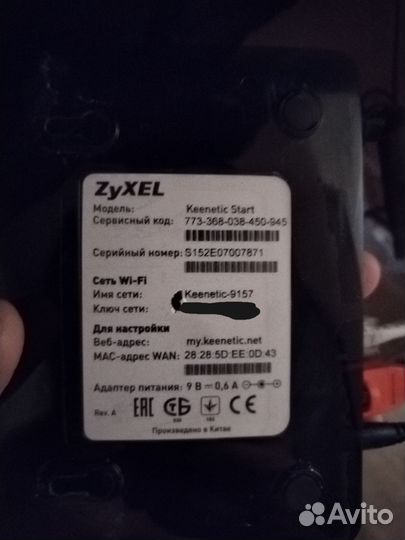 ZyXEL
Модель: Keenetic Start
Сервисный код: 773-368-038-450-945
Серийный номер: S152E07007871
Сеть Wi-Fi
Имя сети: Keenetic-9157
Ключ сети:
Для настройки
Веб-адрес: my.keenetic.net
MAC-адрес WAN: 28:28:5D:EE:0D:43
Адаптер питания: 9 В 0,6 А
Rev. A
EAC СБ CE
Произведено в Китае
Avito